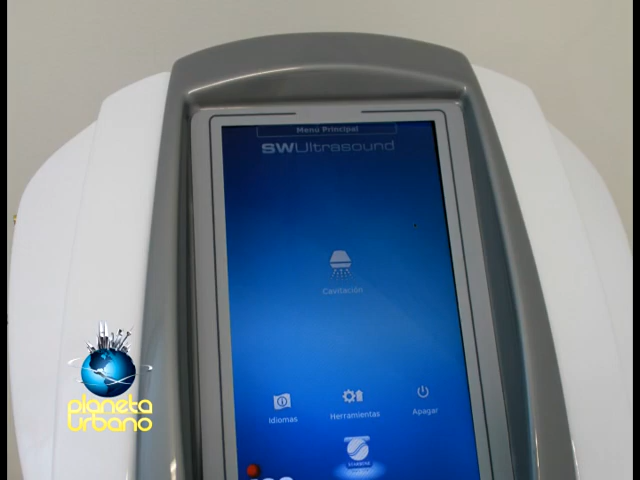 Menú Principal
SWUltrasound
Cavitación
Idiomas
Herramientas
Apagar
planeta
urbano